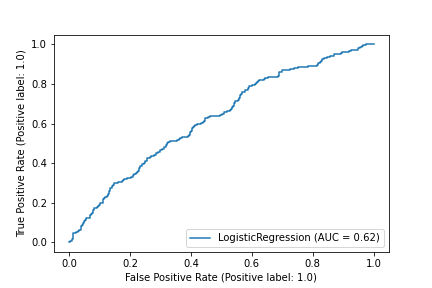 True Positive Rate (Positive label: 1.0)
1.0
0.8
0.6
0.4
0.2
0.0
LogisticRegression (AUC = 0.62)
0.0 0.2 0.4 0.6 0.8 1.0
False Positive Rate (Positive label: 1.0)